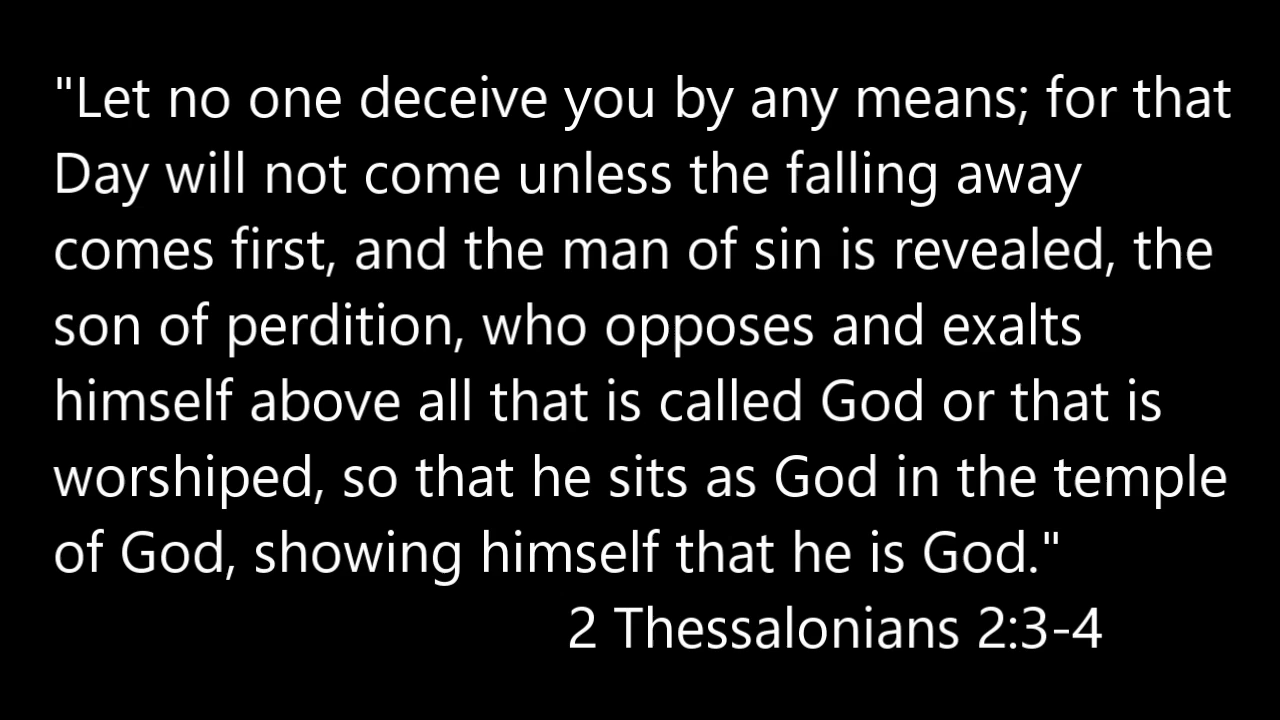 "Let no one deceive you by any means; for that
Day will not come unless the falling away
comes first, and the man of sin is revealed, the
son of perdition, who opposes and exalts
himself above all that is called God or that is
worshiped, so that he sits as God in the temple
of God, showing himself that he is God."
2 Thessalonians 2:3-4